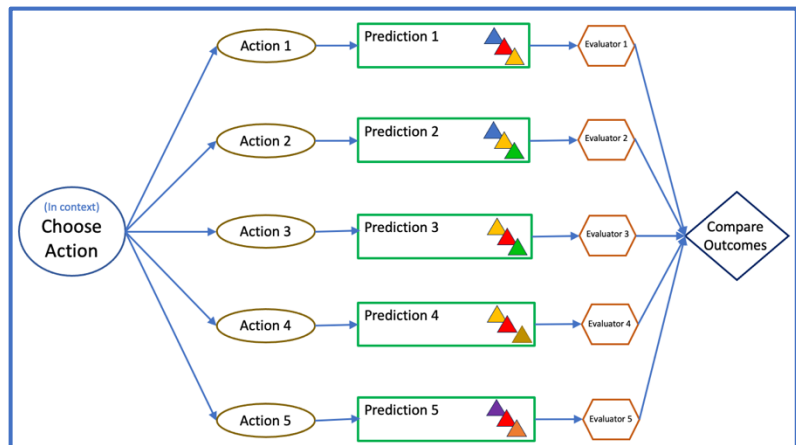 (In context)
Choose
Action
Action 1
Prediction 1
Evaluator 1
Action 2
Prediction 2
Evaluator 2
Action 3
Prediction 3
Evaluator 3
Action 4
Prediction 4
Evaluator 4
Action 5
Prediction 5
Evaluator 5
Compare
Outcomes